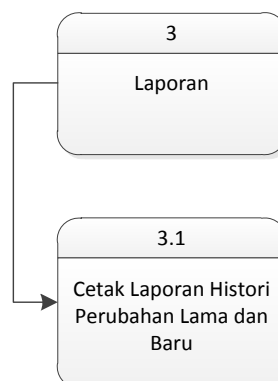 3
Laporan
3.1
Cetak Laporan Histori
Perubahan Lama dan
Baru